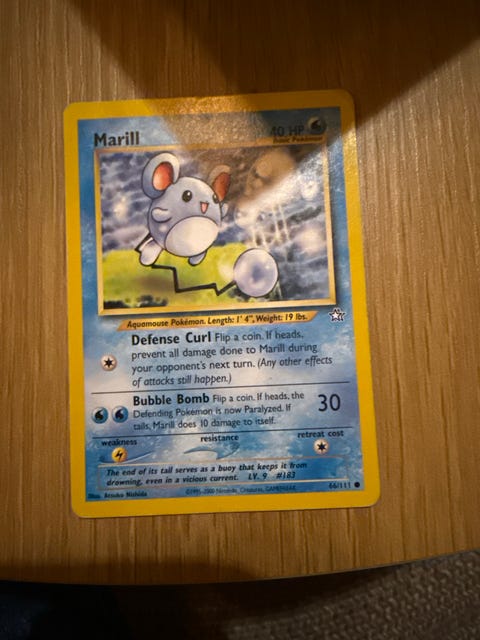 Marill
40 HP
Basic Pokémon
Aquamouse Pokémon. Length: 1' 4", Weight: 19 lbs.
Defense Curl Flip a coin. If heads,
prevent all damage done to Marill during
your opponent's next turn. (Any other effects
of attacks still happen.)
Bubble Bomb Flip a coin. If heads, the
Defending Pokémon is now Paralyzed. If
tails, Marill does 10 damage to itself.
30
weakness
resistance
retreat cost
The end of its tail serves as a buoy that keeps it from
drowning, even in a vicious current. LV. 9 #183
Illus. Atsuko Nishida
©1995-2000 Nintendo, Creatures, GAMEFREAK.
66/111